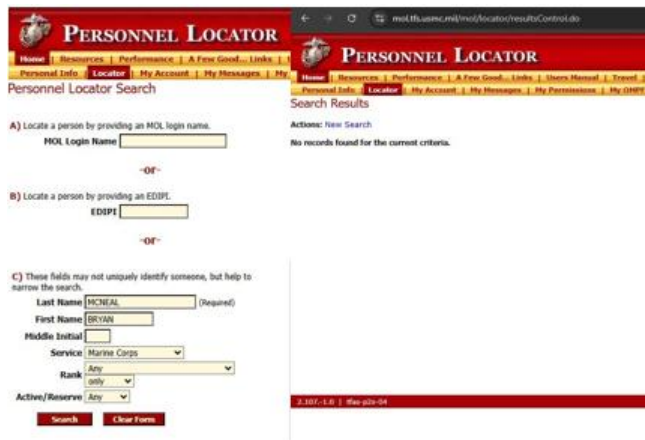 PERSONNEL LOCATOR
Home | Resources | Performance | A Few Good... Links |
Personal Info | Locator | My Account | My Messages | My
Personnel Locator Search
A) Locate a person by providing an MOL login name.
MOL Login Name
-or-
B) Locate a person by providing an EDIPI.
EDIPI
-or-
C) These fields may not uniquely identify someone, but help to
narrow the search.
Last Name MCNEAL (Required)
First Name BRYAN
Middle Initial
Service Marine Corps
Rank Any
only
Active/Reserve Any
Search Clear Form
mol.tfs.usmc.mil/mol/locator/resultsControl.do
PERSONNEL LOCATOR
Home | Resources | Performance | A Few Good... Links | Users Manual | Travel |
Personal Info | Locator | My Account | My Messages | My Permissions | My OMPF
Search Results
Actions: New Search
No records found for the current criteria.